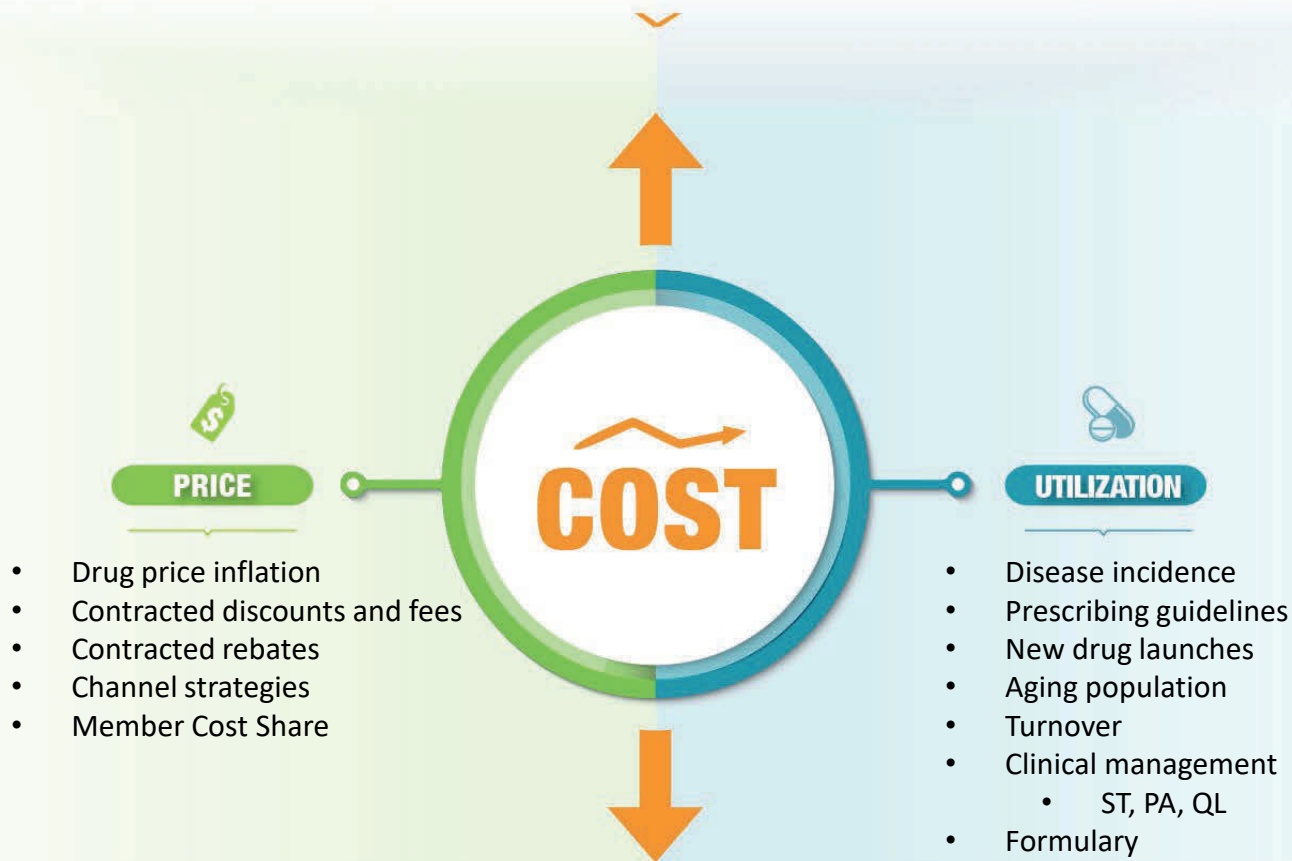 COST
PRICE
• Drug price inflation
• Contracted discounts and fees
• Contracted rebates
• Channel strategies
• Member Cost Share
UTILIZATION
• Disease incidence
• Prescribing guidelines
• New drug launches
• Aging population
• Turnover
• Clinical management
• ST, PA, QL
• Formulary